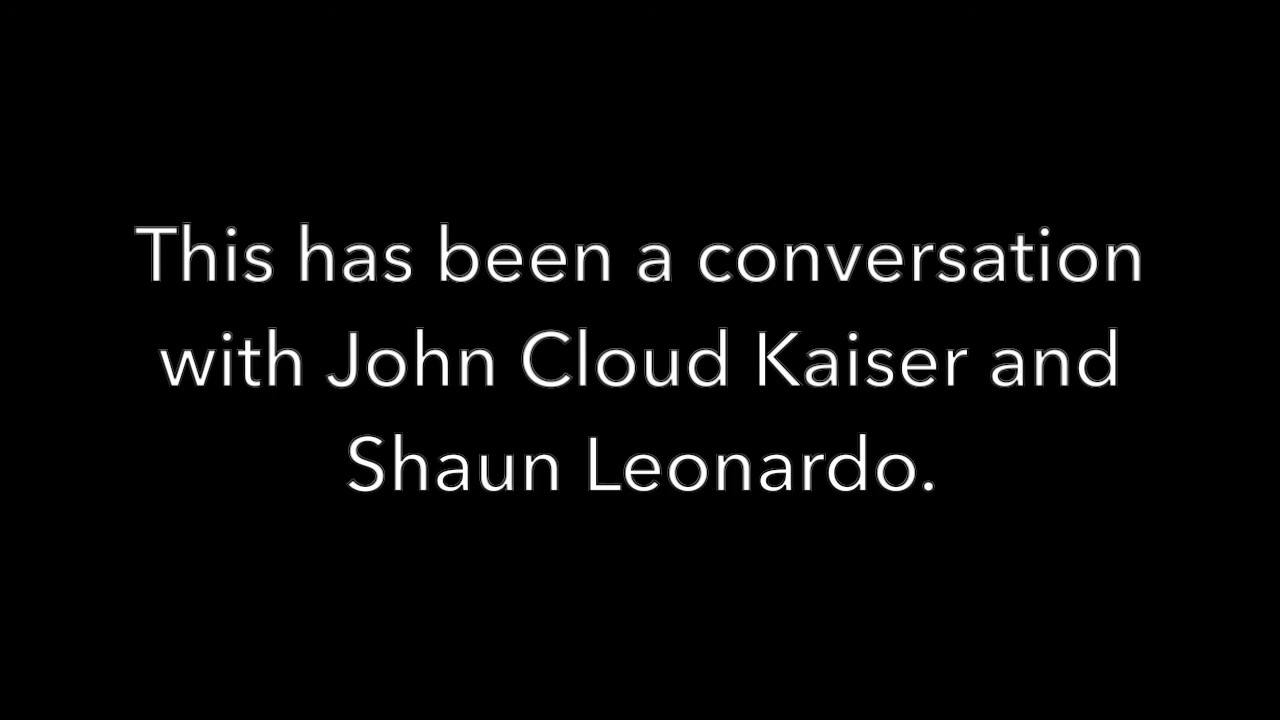 This has been a conversation
with John Cloud Kaiser and
Shaun Leonardo.